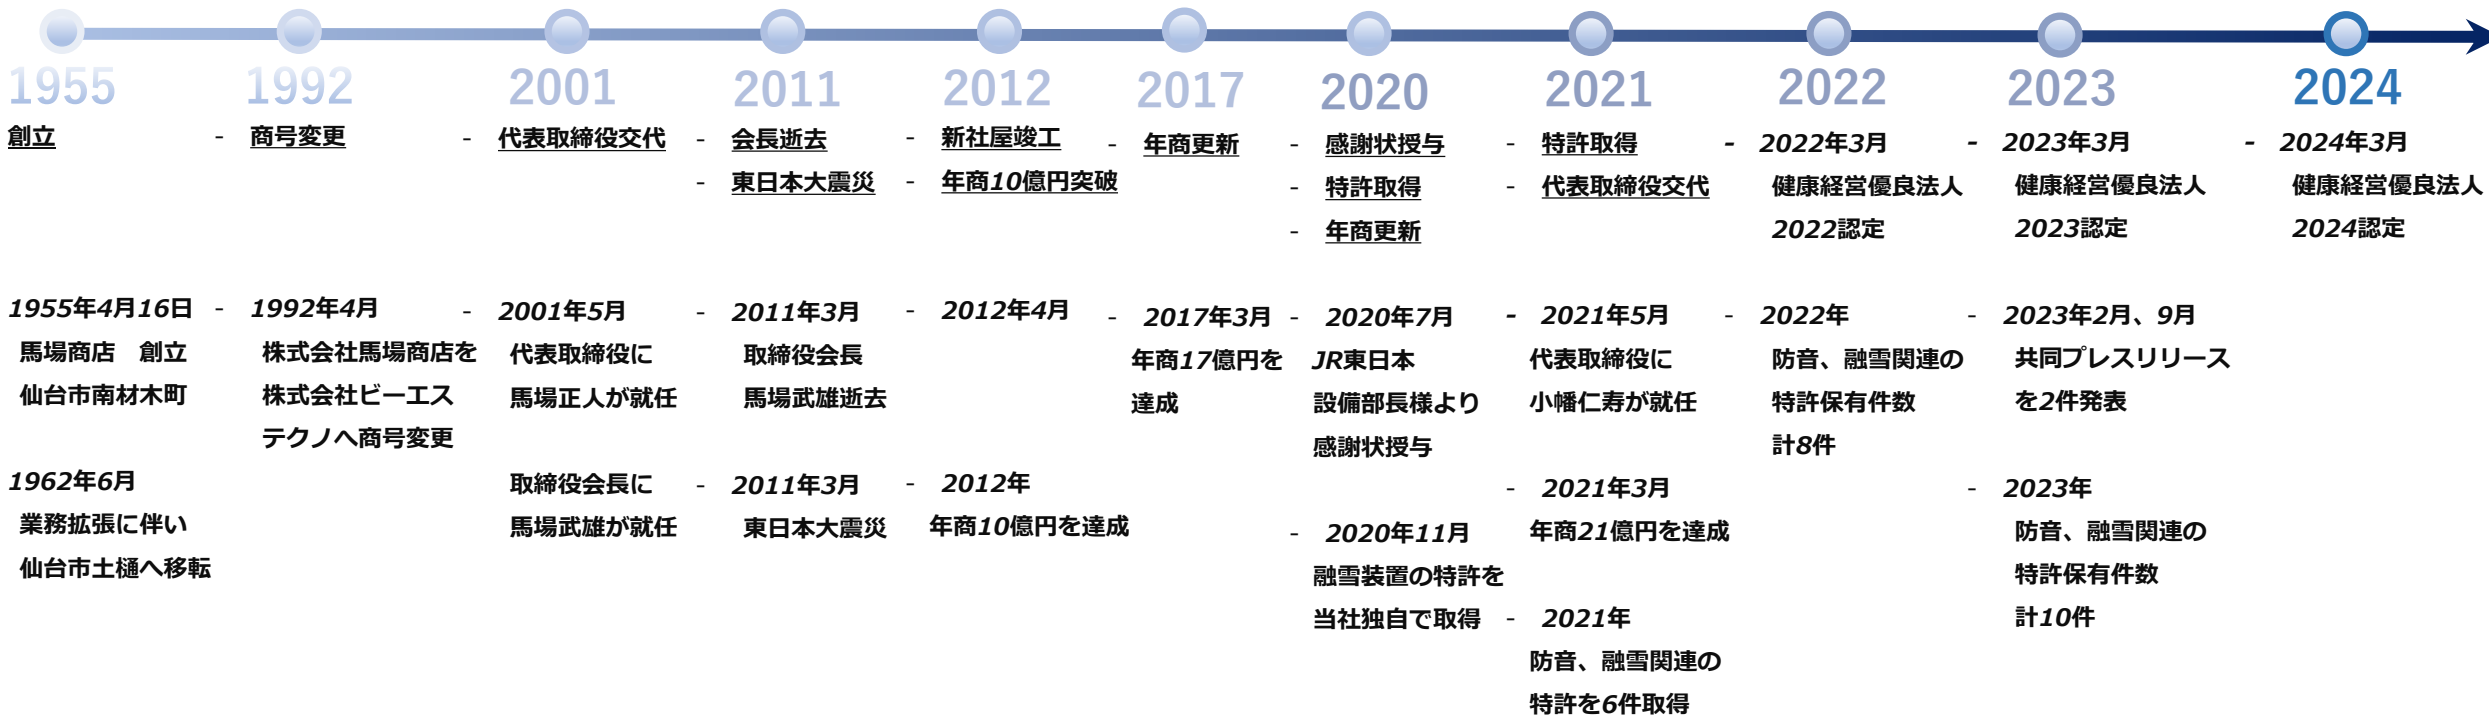 1955
創立
1955年4月16日
馬場商店　創立
仙台市南材木町
1962年6月
業務拡張に伴い
仙台市土樋へ移転
1992
- 商号変更
- 1992年4月
株式会社馬場商店を
株式会社ビーエス
テクノへ商号変更
2001
- 代表取締役交代
- 2001年5月
代表取締役に
馬場正人が就任
取締役会長に
馬場武雄が就任
2011
- 会長逝去
- 東日本大震災
- 2011年3月
取締役会長
馬場武雄逝去
- 2011年3月
東日本大震災
2012
- 新社屋竣工
- 年商10億円突破
- 2012年4月
- 2012年
年商10億円を達成
2017
- 年商更新
- 2017年3月
年商17億円を
達成
2020
- 感謝状授与
- 特許取得
- 年商更新
- 2020年7月
JR東日本
設備部長様より
感謝状授与
- 2020年11月
融雪装置の特許を
当社独自で取得
2021
- 特許取得
- 代表取締役交代
- 2021年5月
代表取締役に
小幡仁寿が就任
- 2021年3月
年商21億円を達成
- 2021年
防音、融雪関連の
特許を6件取得
2022
- 2022年3月
健康経営優良法人
2022認定
- 2022年
防音、融雪関連の
特許保有件数
計8件
2023
- 2023年3月
健康経営優良法人
2023認定
- 2023年2月、9月
共同プレスリリース
を2件発表
- 2023年
防音、融雪関連の
特許保有件数
計10件
2024
- 2024年3月
健康経営優良法人
2024認定